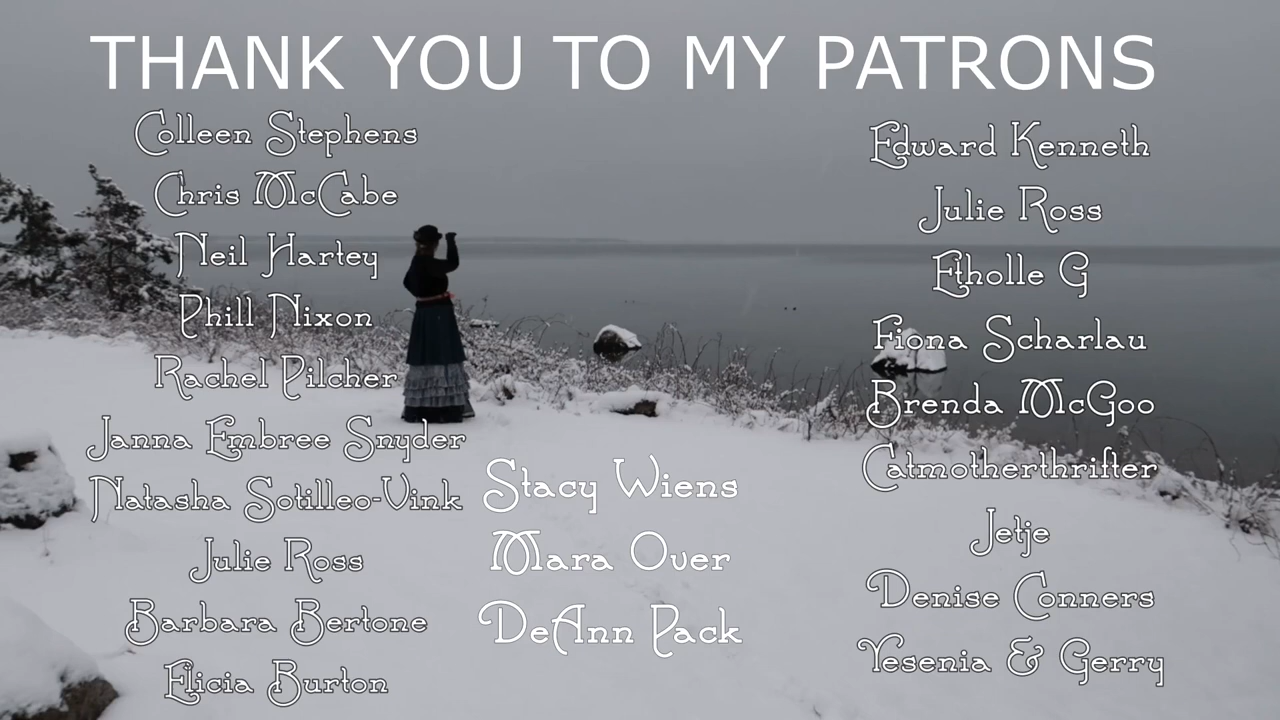 THANK YOU TO MY PATRONS
Colleen Stephens
Chris McCabe
Neil Hartey
Phill Nixon
Rachel Pilcher
Janna Embree Snyder
Natasha Sotilleo-Vink
Julie Ross
Barbara Bertone
Elicia Burton
Stacy Wiens
Mara Over
DeAnn Pack
Edward Kenneth
Julie Ross
Etholle G
Fiona Scharlau
Brenda McGoo
Catmotherthrifter
Jetje
Denise Conners
Yesenia & Gerry